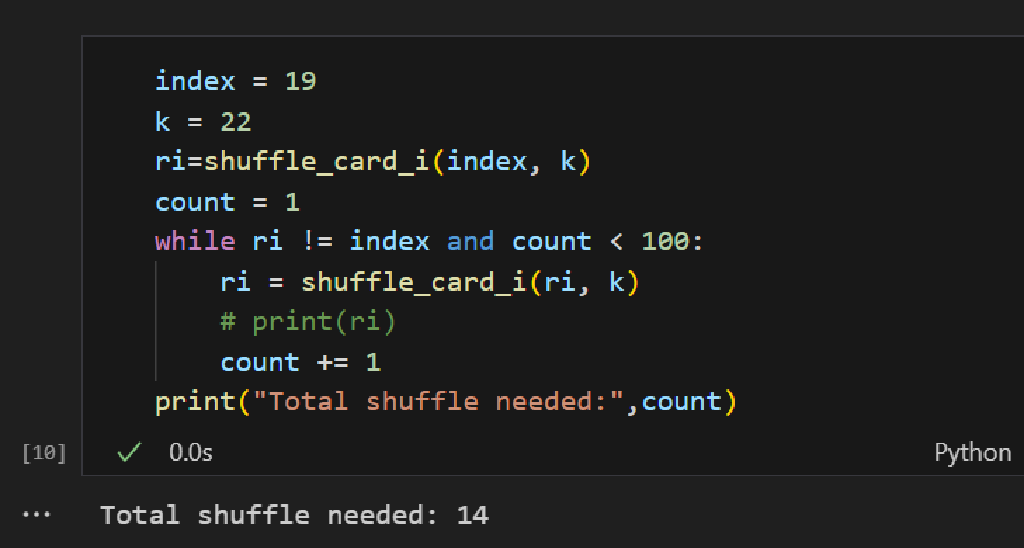 index = 19
k = 22
ri=shuffle_card_i(index, k)
count = 1
while ri != index and count < 100:
    ri = shuffle_card_i(ri, k)
    # print(ri)
    count += 1
print("Total shuffle needed:",count)
[10] ✓ 0.0s Python
... Total shuffle needed: 14